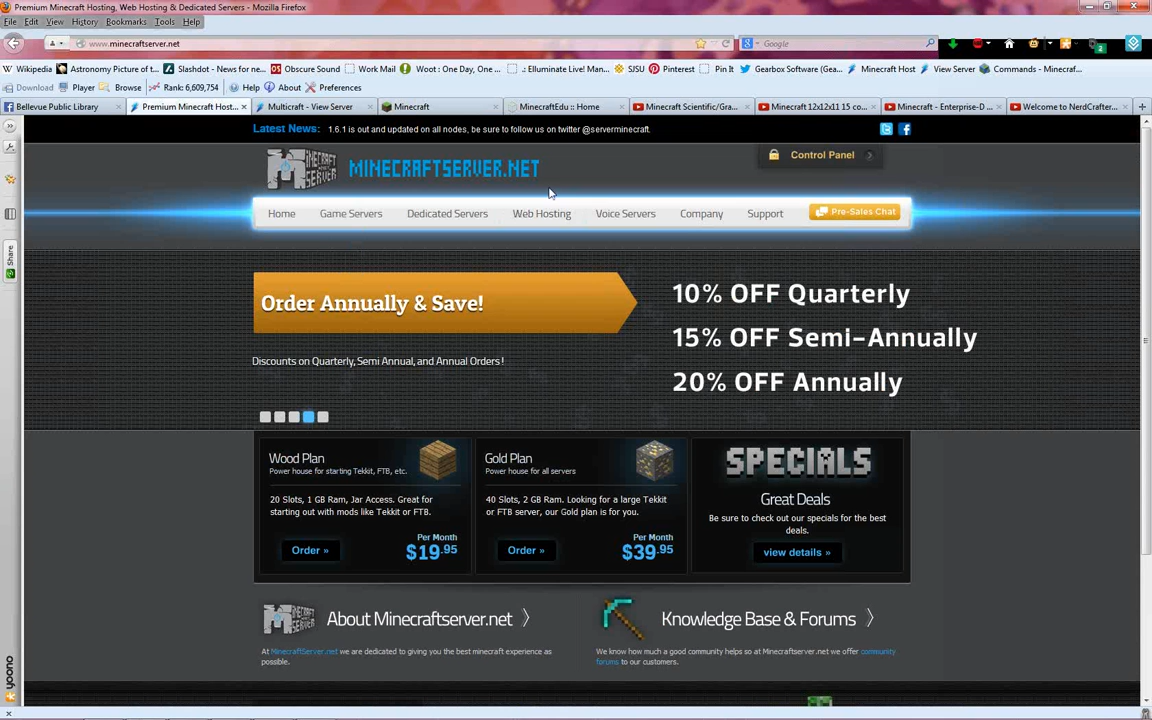 Premium Minecraft Hosting, Web Hosting & Dedicated Servers - Mozilla Firefox
File Edit View History Bookmarks Tools Help
www.minecraftserver.net
Google
2
Wikipedia Astronomy Picture of t... Slashdot - News for ne... Obscure Sound Work Mail Woot : One Day, One ... .: Elluminate Live! Man... SJSU Pinterest Pin It Gearbox Software (Gea... Minecraft Host View Server Commands - Minecraf...
Download Player Browse Rank: 6,609,754 Help About Preferences
Bellevue Public Library Premium Minecraft Host... Multicraft - View Server Minecraft MinecraftEdu :: Home Minecraft Scientific/Gra... Minecraft 12x12x11 15 co... Minecraft - Enterprise-D ... Welcome to NerdCrafter...
Latest News: 1.6.1 is out and updated on all nodes, be sure to follow us on twitter @serverminecraft.
MINECRAFT SERVER
MINECRAFTSERVER.NET
Control Panel
Home Game Servers Dedicated Servers Web Hosting Voice Servers Company Support Pre-Sales Chat
Share
Order Annually & Save!
10% OFF Quarterly
15% OFF Semi-Annually
20% OFF Annually
Discounts on Quarterly, Semi Annual, and Annual Orders !
Wood Plan
Power house for starting Tekkit, FTB, etc.
20 Slots, 1 GB Ram, Jar Access. Great for
starting out with mods like Tekkit or FTB.
Order »
Per Month
$19.95
Gold Plan
Power house for all servers
40 Slots, 2 GB Ram. Looking for a large Tekkit
or FTB server, our Gold plan is for you.
Order »
Per Month
$39.95
SPECIALS
Great Deals
Be sure to check out our specials for the best
deals.
view details »
MINECRAFT SERVER
About Minecraftserver.net
At MinecraftServer.net we are dedicated to giving you the best minecraft experience as
possible.
Knowledge Base & Forums
We know how much a good community helps so at Minecraftserver.net we offer community
forums to our customers.
yoono